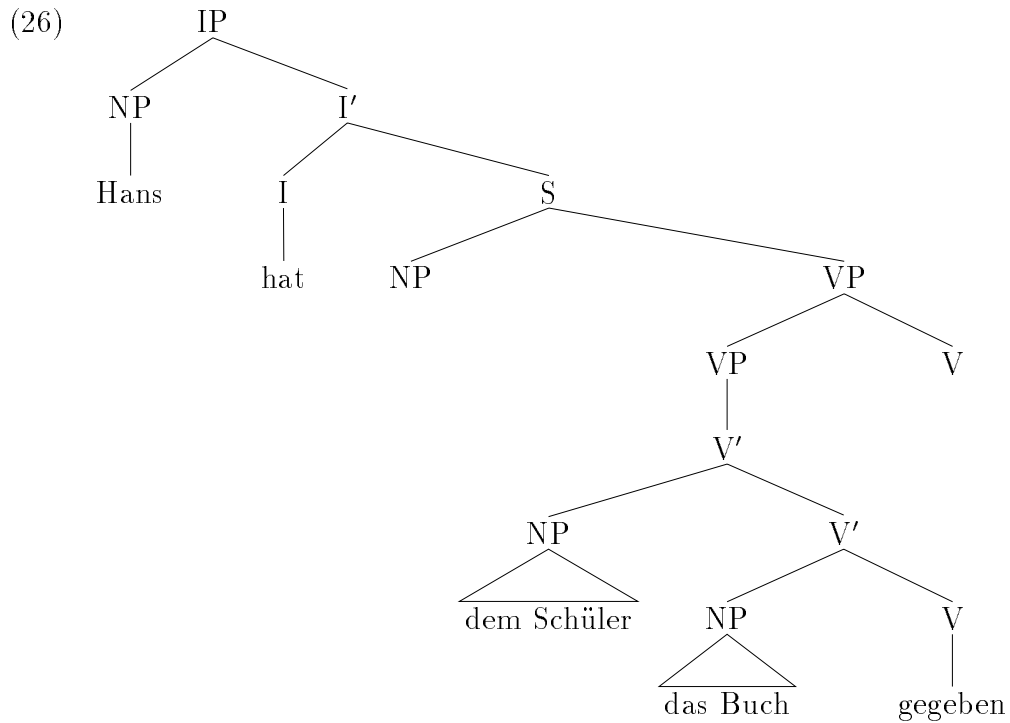 (26) IP
NP I′
Hans I S
hat NP VP
VP V
V′
NP V′
dem Schüler NP V
das Buch gegeben